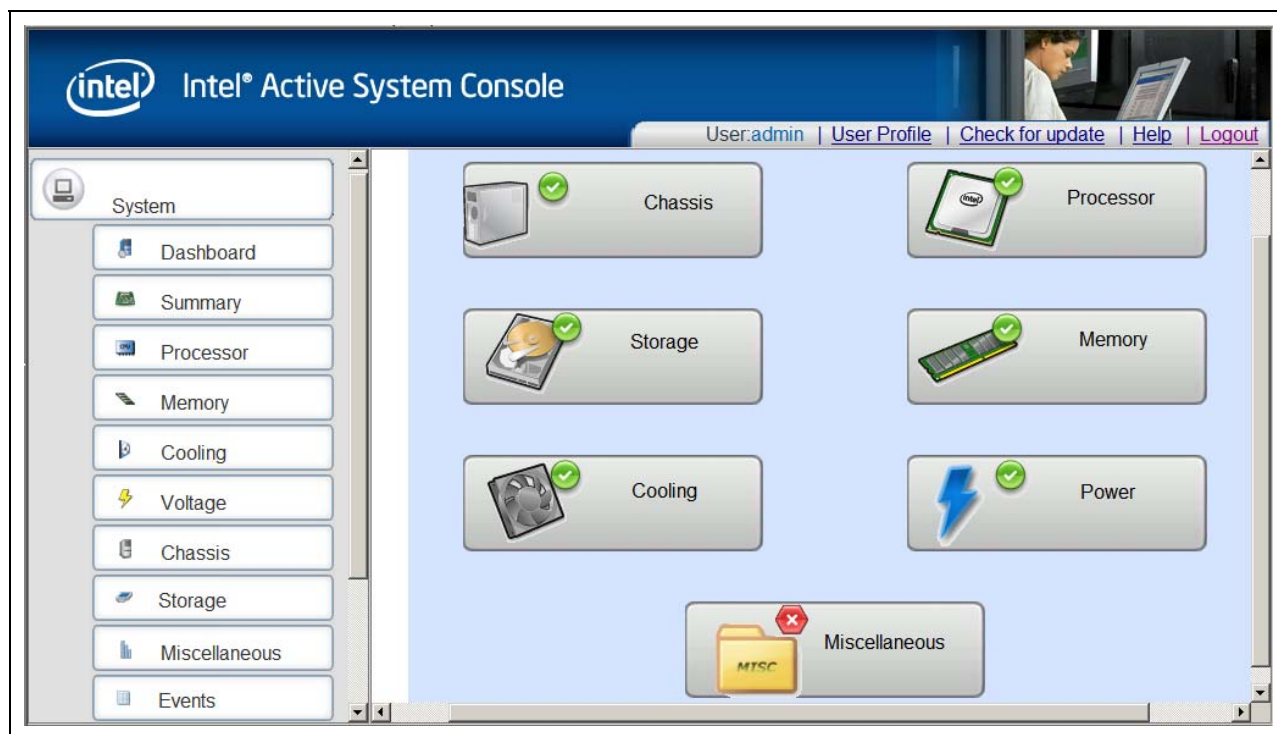 intel Intel® Active System Console
User:admin | User Profile | Check for update | Help | Logout
System
Dashboard
Summary
Processor
Memory
Cooling
Voltage
Chassis
Storage
Miscellaneous
Events
Chassis
Processor
intel
Storage
Memory
Cooling
Power
MISC
Miscellaneous